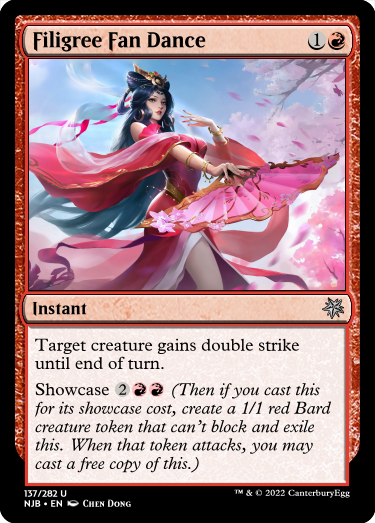 Filigree Fan Dance 1
Instant
Target creature gains double strike
until end of turn.
Showcase 2 (Then if you cast this
for its showcase cost, create a 1/1 red Bard
creature token that can't block and exile
this. When that token attacks, you may
cast a free copy of this.)
137/282 U
NJB • EN Chen Dong
™ & © 2022 CanterburyEgg